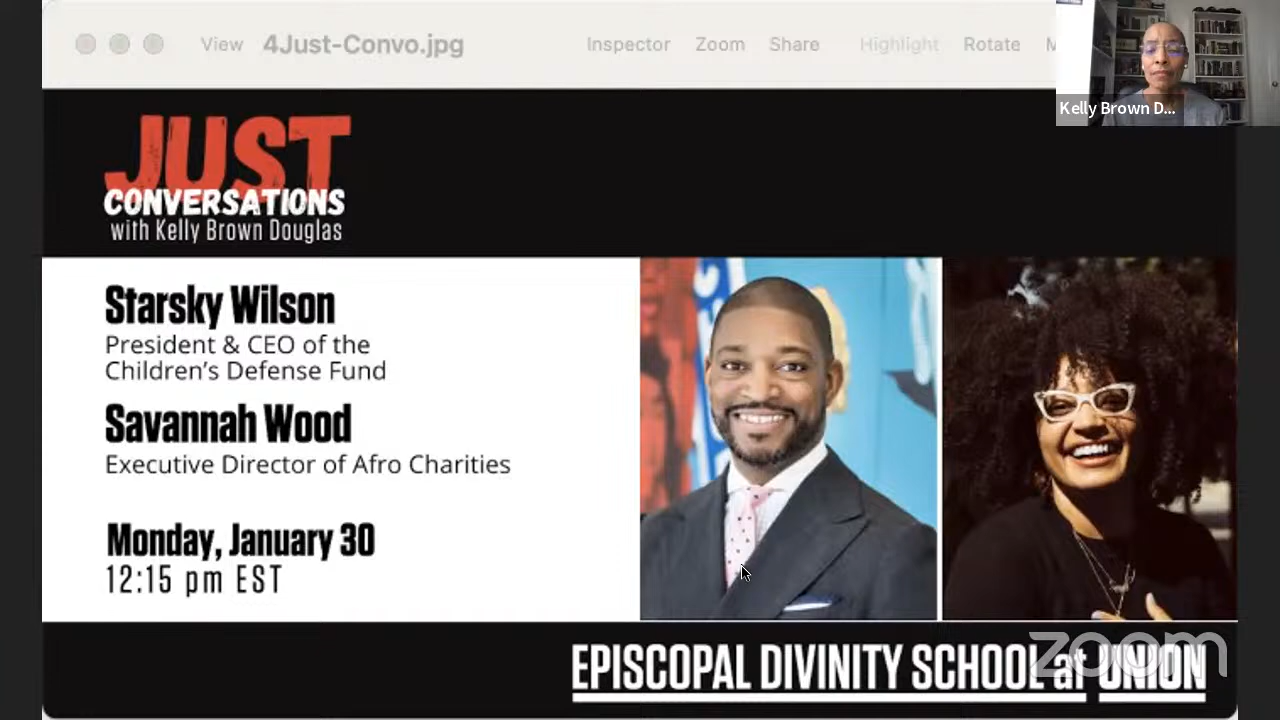 View 4Just-Convo.jpg Inspector Zoom Share Highlight Rotate M
Kelly Brown D...
JUST
CONVERSATIONS
with Kelly Brown Douglas
Starsky Wilson
President & CEO of the
Children's Defense Fund
Savannah Wood
Executive Director of Afro Charities
Monday, January 30
12:15 pm EST
EPISCOPAL DIVINITY SCHOOL at UNION
zoom